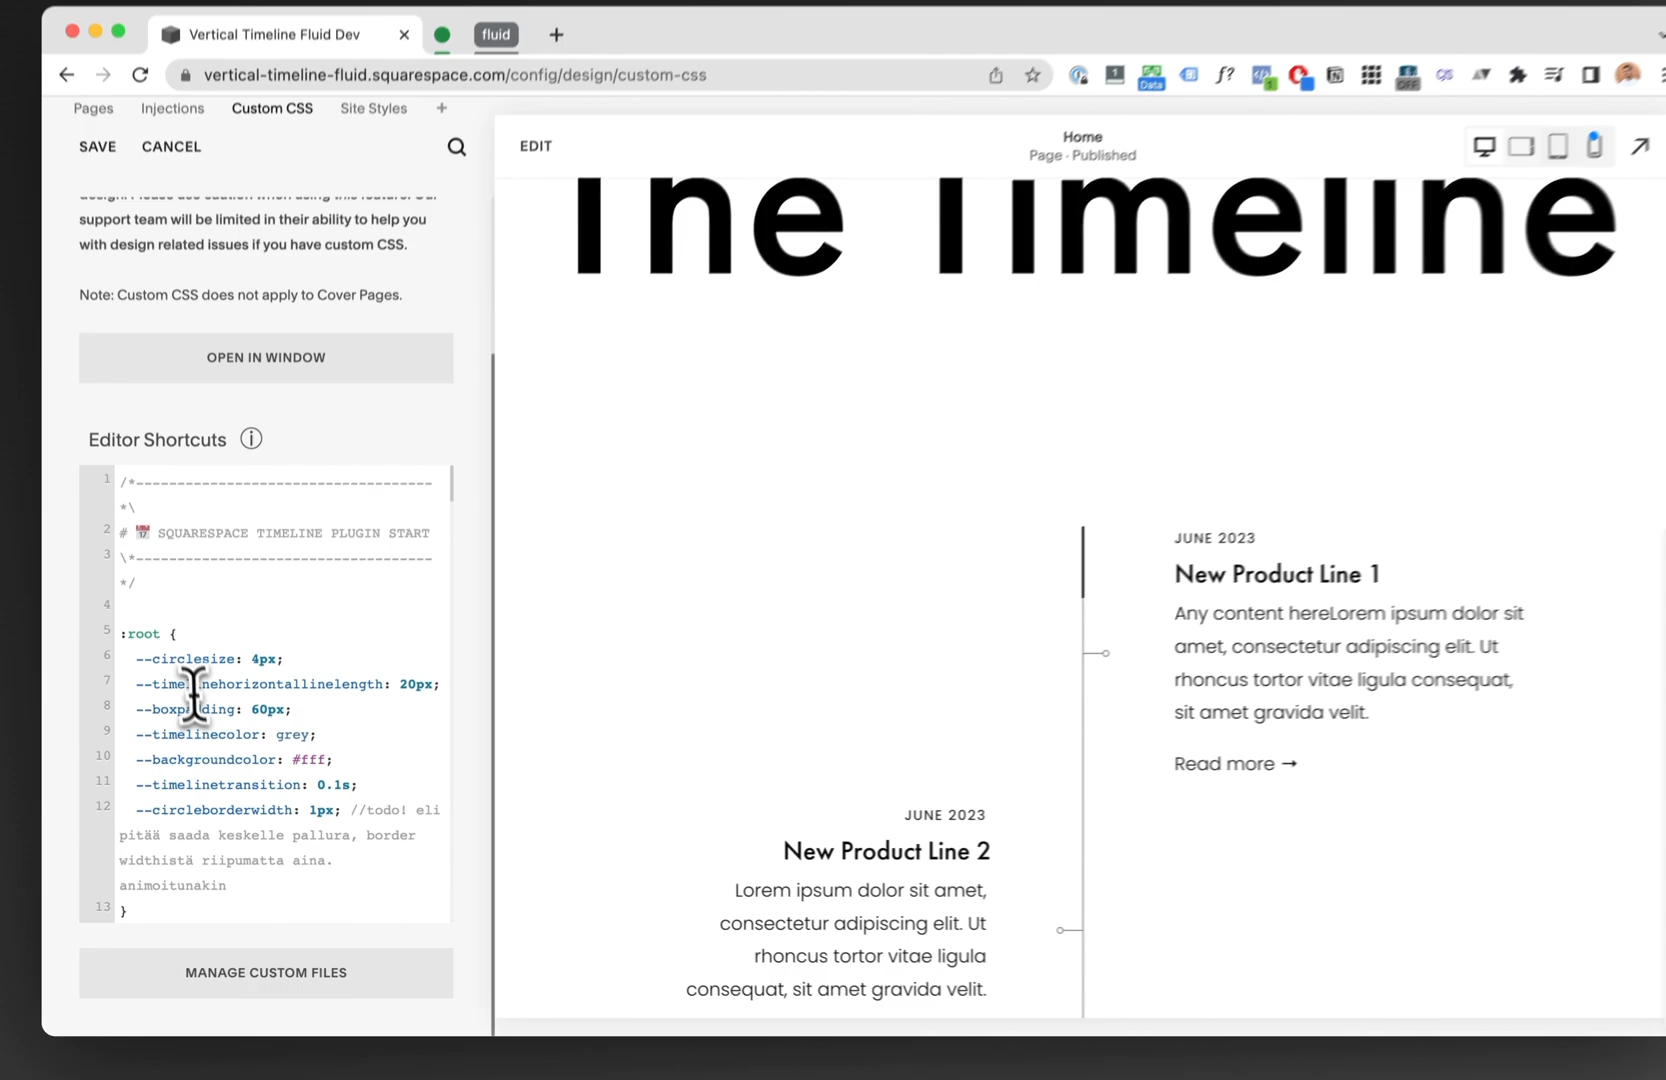 Vertical Timeline Fluid Dev
fluid
vertical-timeline-fluid.squarespace.com/config/design/custom-css
Data
f?
1
OFF
Pages Injections Custom CSS Site Styles +
SAVE CANCEL
support team will be limited in their ability to help you
with design related issues if you have custom CSS.
Note: Custom CSS does not apply to Cover Pages.
OPEN IN WINDOW
Editor Shortcuts
1 /*------------------------------------
*\
2 # 📅 SQUARESPACE TIMELINE PLUGIN START
3 \*------------------------------------
*/
4
5 :root {
6 --circlesize: 4px;
7 --timelinehorizontallinelength: 20px;
8 --boxpadding: 60px;
9 --timelinecolor: grey;
10 --backgroundcolor: #fff;
11 --timelinetransition: 0.1s;
12 --circleborderwidth: 1px; //todo! eli
pitää saada keskelle pallura, border
widthistä riipumatta aina.
animoitunakin
13 }
MANAGE CUSTOM FILES
EDIT
Home
Page · Published
The Timeline
JUNE 2023
New Product Line 1
Any content hereLorem ipsum dolor sit
amet, consectetur adipiscing elit. Ut
rhoncus tortor vitae ligula consequat,
sit amet gravida velit.
Read more →
JUNE 2023
New Product Line 2
Lorem ipsum dolor sit amet,
consectetur adipiscing elit. Ut
rhoncus tortor vitae ligula
consequat, sit amet gravida velit.